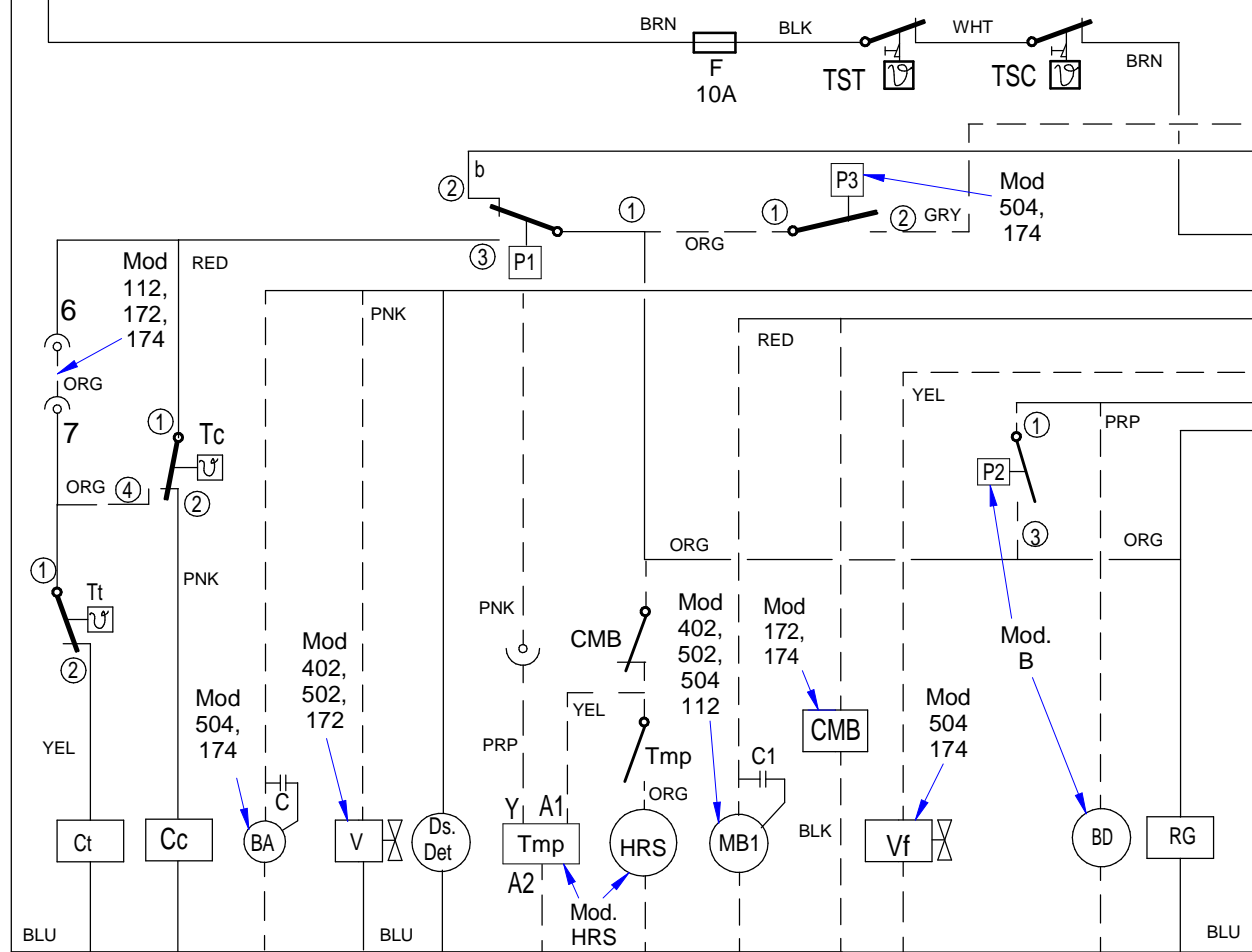 BRN
BLK
WHT
BRN
F
10A
TST
TSC
b
2
1
3
P1
ORG
1
P3
2
GRY
Mod
504,
174
Mod
112,
172,
174
RED
6
ORG
7
PNK
RED
YEL
1
PRP
P2
3
1
Tc
ORG
4
2
ORG
ORG
1
Tt
2
PNK
PNK
CMB
Mod
402,
502,
504
112
Mod
172,
174
Mod.
B
Mod
402,
502,
172
Mod
504,
174
YEL
Mod
504
174
YEL
PRP
CMB
Tmp
C1
ORG
C
Y
A1
BLK
Ct
Cc
BA
V
Ds.
Det
Tmp
HRS
MB1
Vf
BD
RG
A2
Mod.
HRS
BLU
BLU
BLU